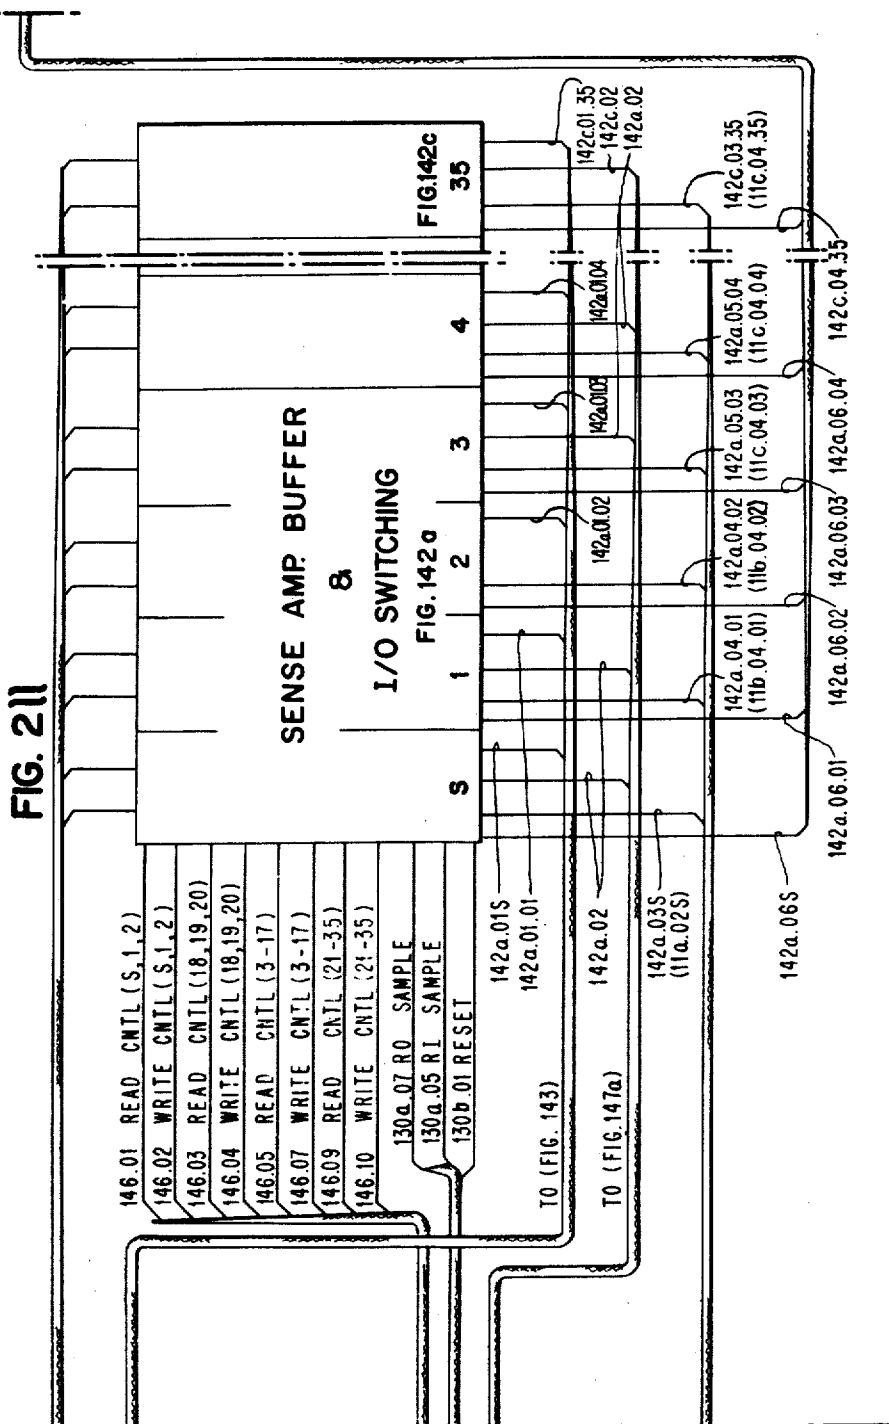 FIG. 211
146.01 READ CNTL (S,1,2)
146.02 WRITE CNTL (S,1,2)
146.03 READ CNTL (18,19,20)
146.04 WRITE CNTL (18,19,20)
146.05 READ CNTL (3-17)
146.07 WRITE CNTL (3-17)
146.09 READ CNTL (21-35)
146.10 WRITE CNTL (21-35)
130a.07 RO SAMPLE
130a.05 RI SAMPLE
130b.01 RESET
SENSE AMP. BUFFER
&
I/O SWITCHING
FIG. 142a
FIG. 142c
S 1 2 3 4 35
142a.01S
142a.01.01
142a.01.02
142a.01.03
142a.01.04
142c.01.35
142c.02
142a.02
TO (FIG. 143)
142a.02
TO (FIG. 147a)
142a.03S
(11a.02S)
142a.04.01
(11b.04.01)
142a.04.02
(11b.04.02)
142a.05.03
(11c.04.03)
142a.05.04
(11c.04.04)
142c.03.35
(11c.04.35)
142a.06S
142a.06.01
142a.06.02
142a.06.03
142a.06.04
142c.04.35